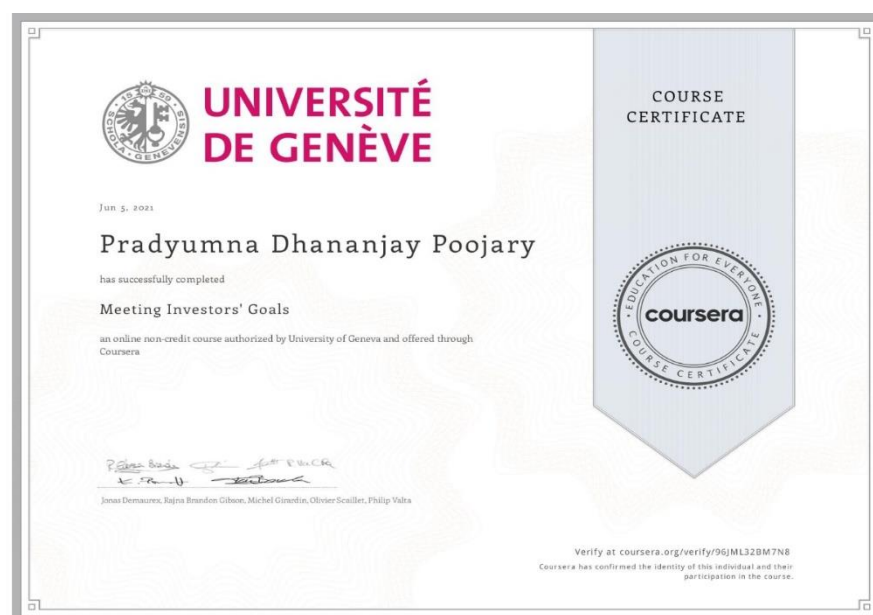 SCHOLA GENEVENSIS 1559
UNIVERSITÉ
DE GENÈVE
COURSE
CERTIFICATE
Jun 5, 2021
Pradyumna Dhananjay Poojary
has successfully completed
Meeting Investors' Goals
an online non-credit course authorized by University of Geneva and offered through
Coursera
EDUCATION FOR EVERYONE
coursera
COURSE CERTIFICATE
Jonas Demaurex, Rajna Brandon Gibson, Michel Girardin, Olivier Scaillet, Philip Valta
Verify at coursera.org/verify/96JML32BM7N8
Coursera has confirmed the identity of this individual and their
participation in the course.